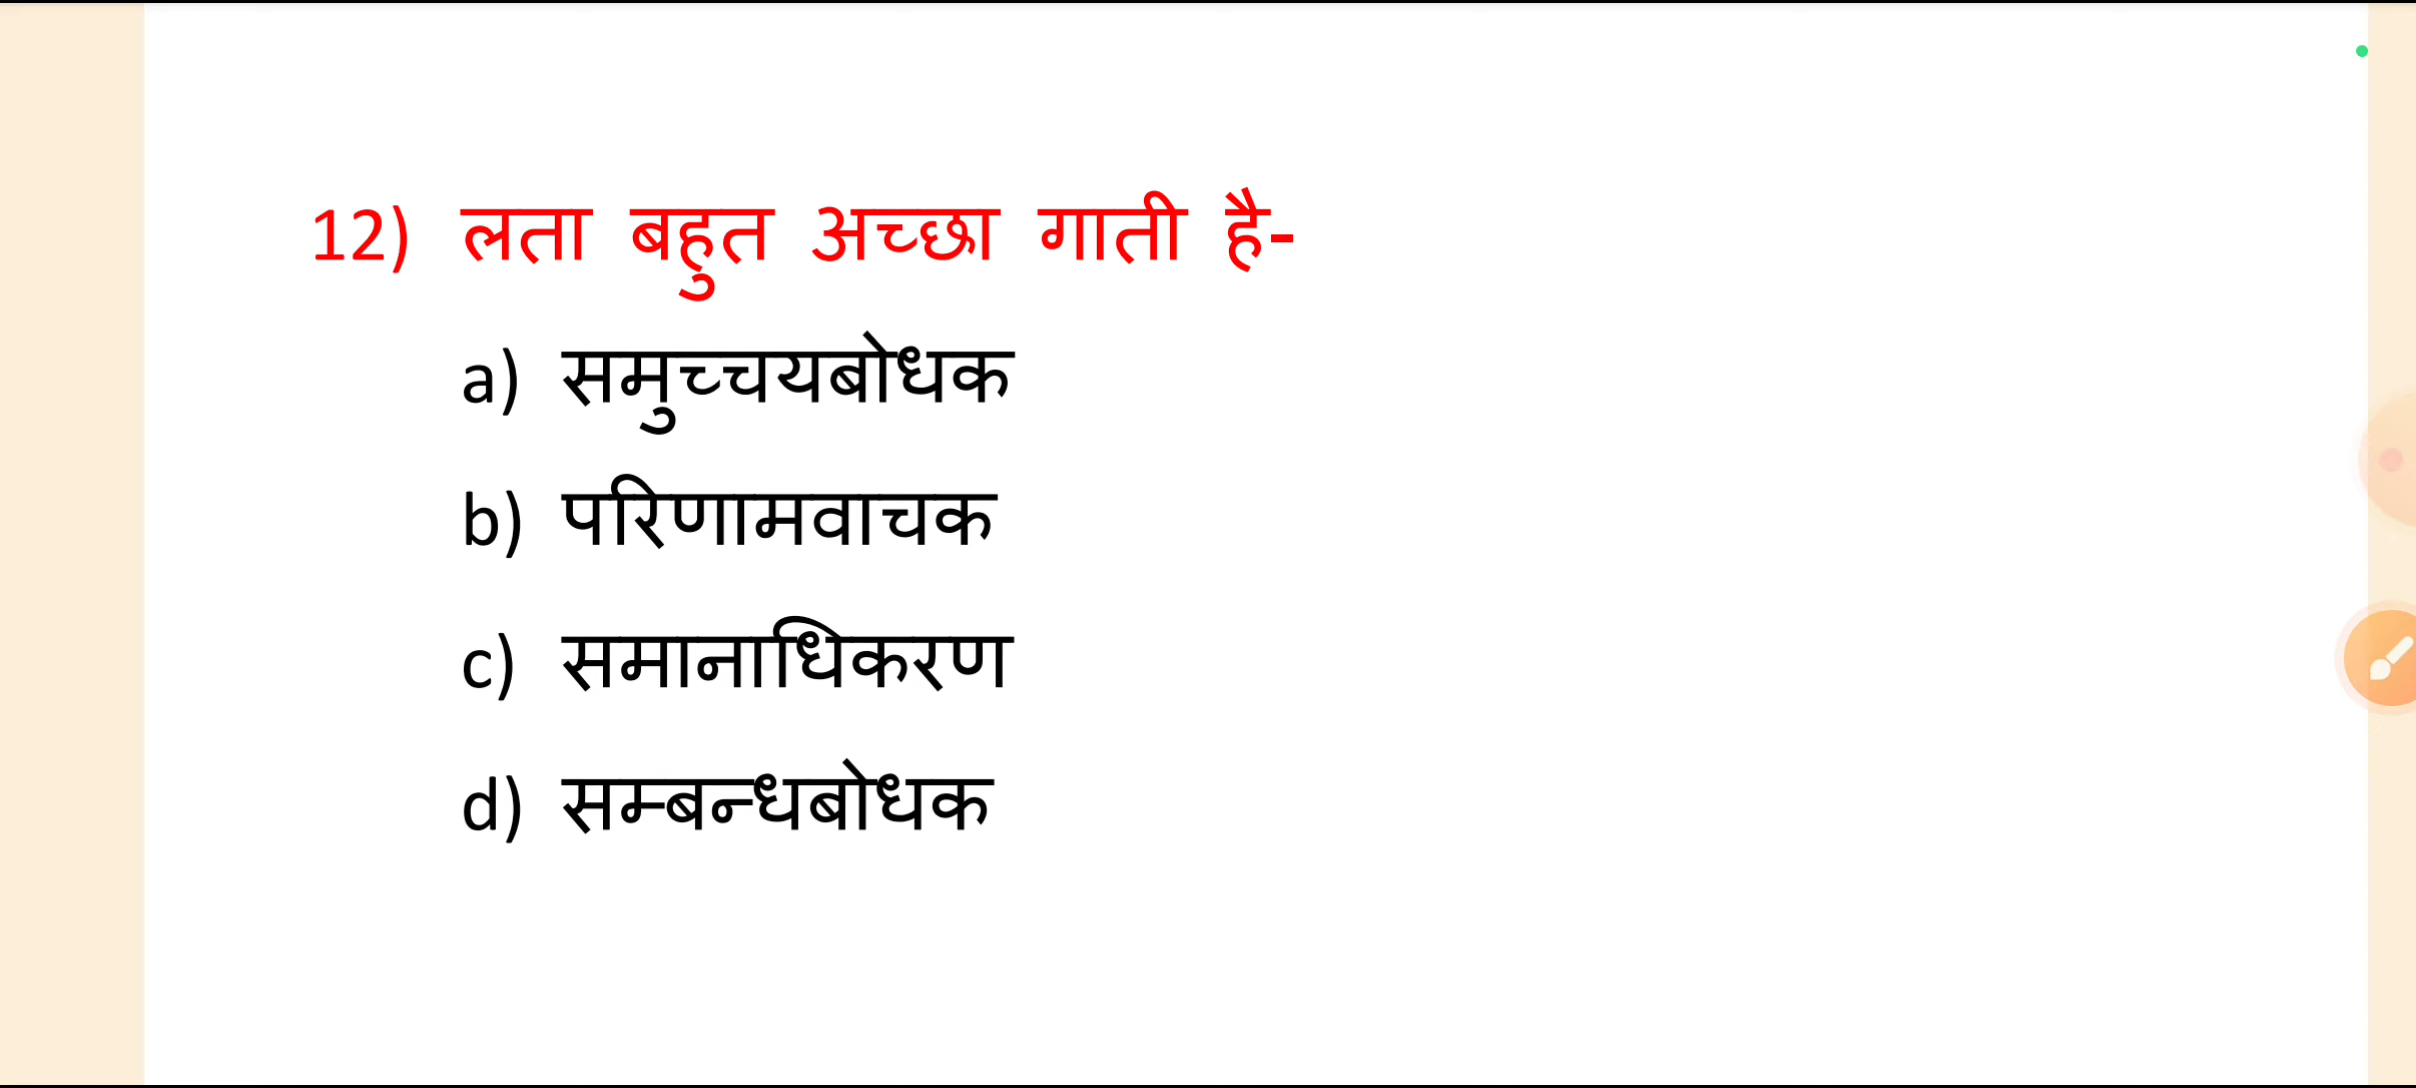 12) लता बहुत अच्छा गाती है-
a) समुच्चयबोधक
b) परिणामवाचक
c) समानाधिकरण
d) सम्बन्धबोधक